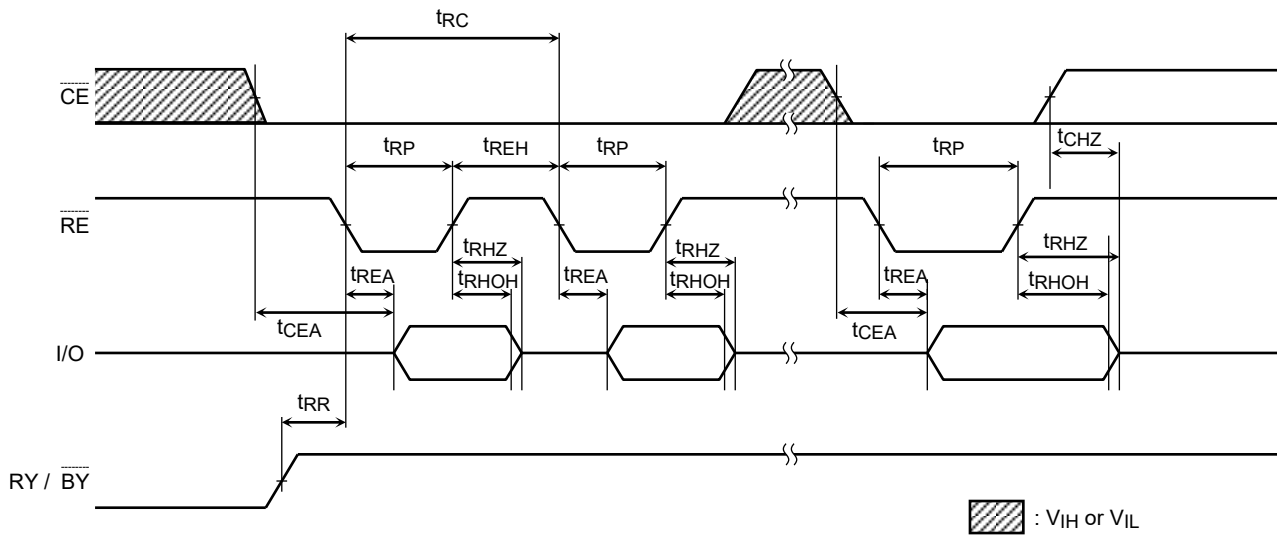 tRC
CE
tRP tREH tRP tRP tCHZ
RE
tRHZ tRHZ tRHZ
tREA tRHOH tREA tRHOH tREA tRHOH
tCEA tCEA
I/O
tRR
RY / BY
: VIH or VIL